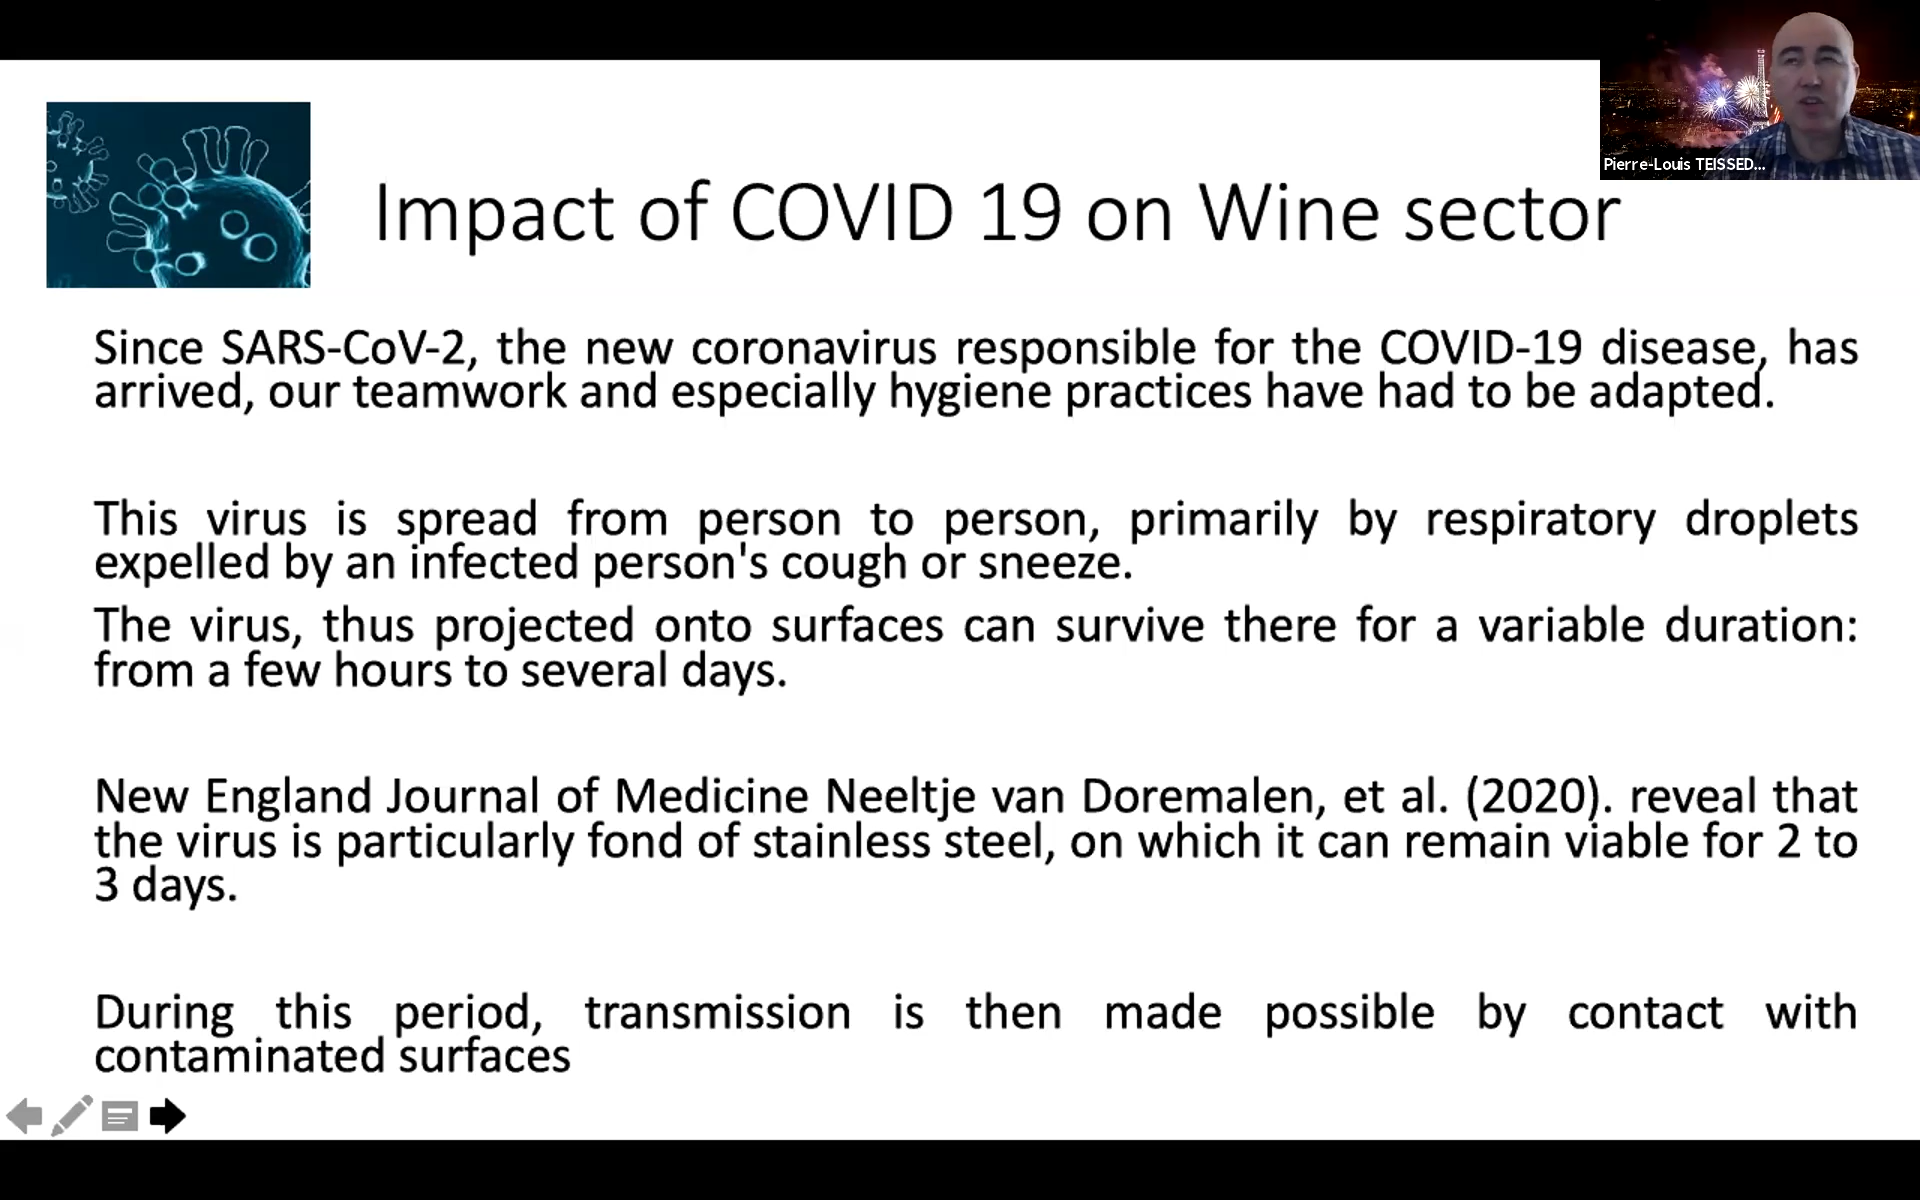 Pierre-Louis TEISSED...
Impact of COVID 19 on Wine sector
Since SARS-CoV-2, the new coronavirus responsible for the COVID-19 disease, has
arrived, our teamwork and especially hygiene practices have had to be adapted.
This virus is spread from person to person, primarily by respiratory droplets
expelled by an infected person's cough or sneeze.
The virus, thus projected onto surfaces can survive there for a variable duration:
from a few hours to several days.
New England Journal of Medicine Neeltje van Doremalen, et al. (2020). reveal that
the virus is particularly fond of stainless steel, on which it can remain viable for 2 to
3 days.
During this period, transmission is then made possible by contact with
contaminated surfaces